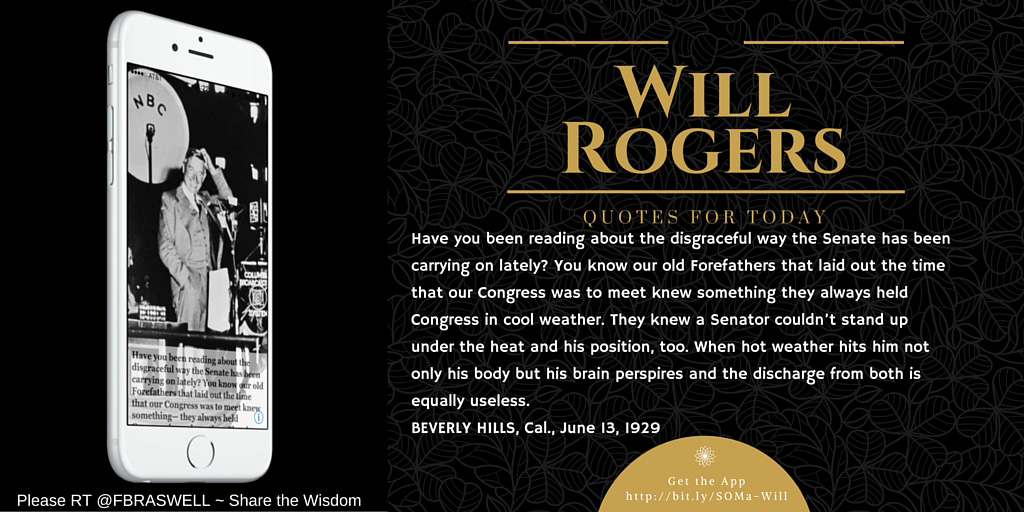 AT&T
NBC
COLUMBIA
BROADCASTING
SYSTEM
Have you been reading about the
disgraceful way the Senate has been
carrying on lately? You know our old
Forefathers that laid out the time
that our Congress was to meet knew
something— they always held
Please RT @FBRASWELL ~ Share the Wisdom
WILL
ROGERS
QUOTES FOR TODAY
Have you been reading about the disgraceful way the Senate has been
carrying on lately? You know our old Forefathers that laid out the time
that our Congress was to meet knew something they always held
Congress in cool weather. They knew a Senator couldn't stand up
under the heat and his position, too. When hot weather hits him not
only his body but his brain perspires and the discharge from both is
equally useless.
BEVERLY HILLS, Cal., June 13, 1929
Get the App
http://bit.ly/SOMa-Will